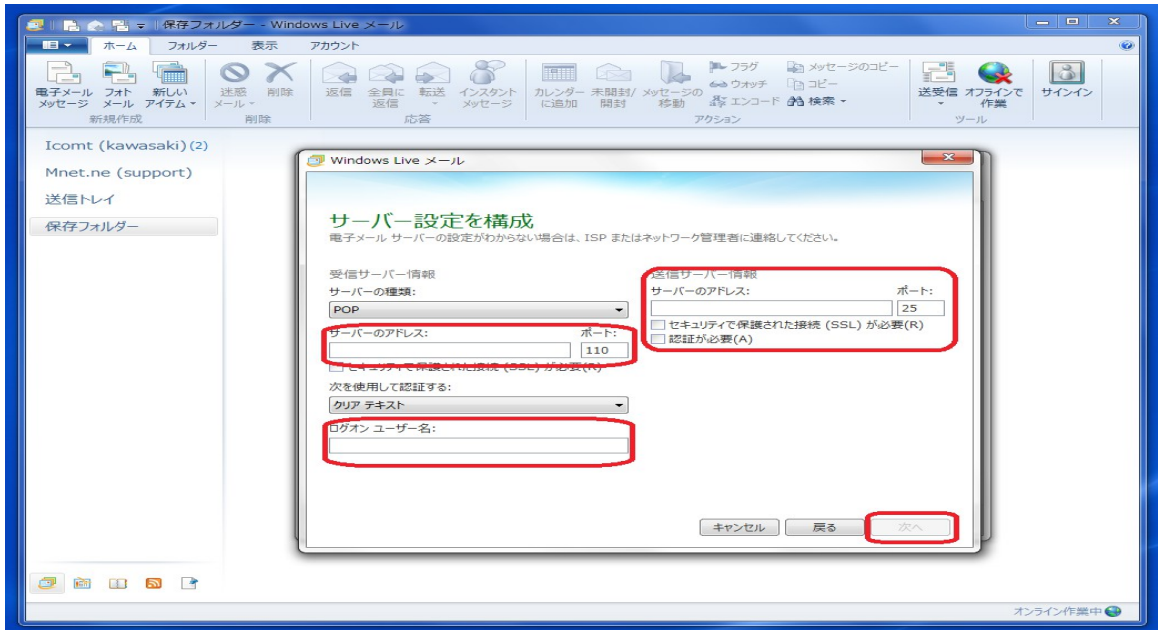 保存フォルダー - Windows Live メール
ホーム フォルダー 表示 アカウント
電子メール メッセージ
フォト メール
新しい アイテム
迷惑 メール
削除
返信
全員に 返信
転送
インスタント メッセージ
カレンダー に追加
未開封/ 開封
メッセージの 移動
フラグ
ウォッチ
エンコード
メッセージのコピー
コピー
検索
送受信
オフラインで 作業
サインイン
新規作成 削除 応答 アクション ツール
Icomt (kawasaki) (2)
Mnet.ne (support)
送信トレイ
保存フォルダー
Windows Live メール
サーバー設定を構成
電子メール サーバーの設定がわからない場合は、ISP またはネットワーク管理者に連絡してください。
受信サーバー情報
サーバーの種類:
POP
サーバーのアドレス: ポート:
110
セキュリティで保護された接続 (SSL) が必要(R)
次を使用して認証する:
クリア テキスト
ログオン ユーザー名:
送信サーバー情報
サーバーのアドレス: ポート:
25
セキュリティで保護された接続 (SSL) が必要(R)
認証が必要(A)
キャンセル 戻る 次へ
オンライン作業中